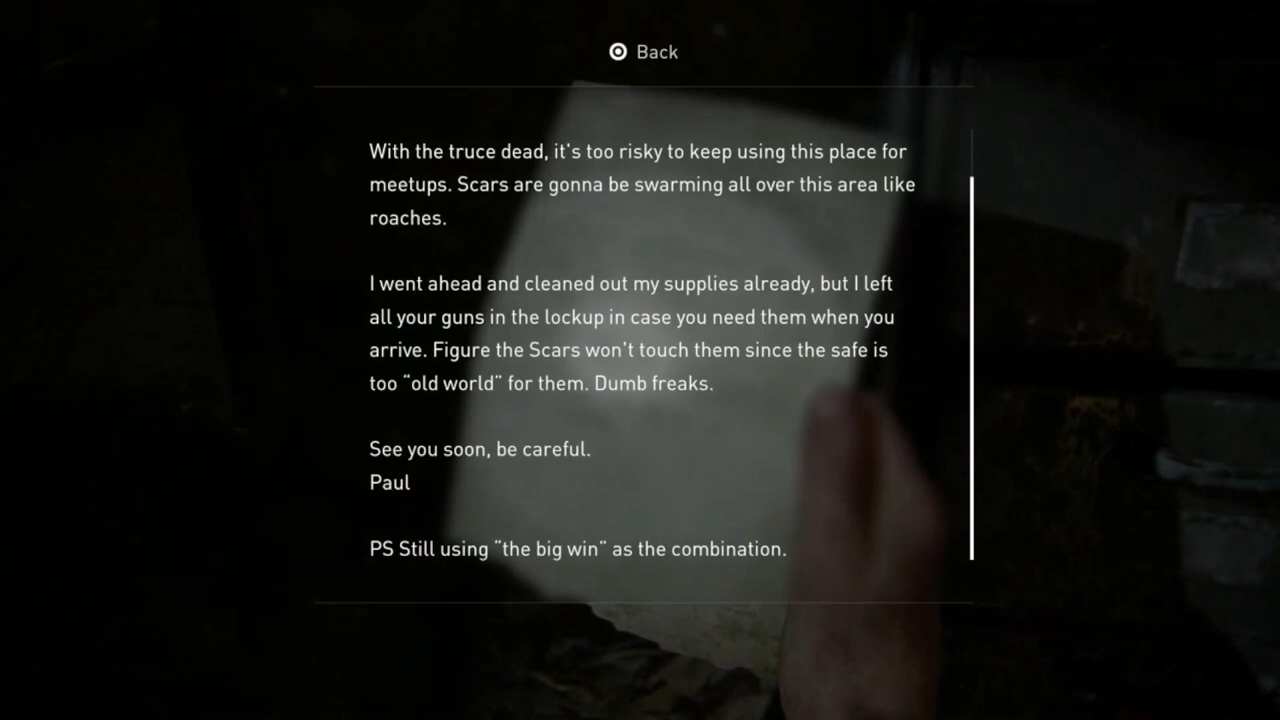 Back
With the truce dead, it's too risky to keep using this place for
meetups. Scars are gonna be swarming all over this area like
roaches.
I went ahead and cleaned out my supplies already, but I left
all your guns in the lockup in case you need them when you
arrive. Figure the Scars won't touch them since the safe is
too “old world” for them. Dumb freaks.
See you soon, be careful.
Paul
PS Still using “the big win” as the combination.